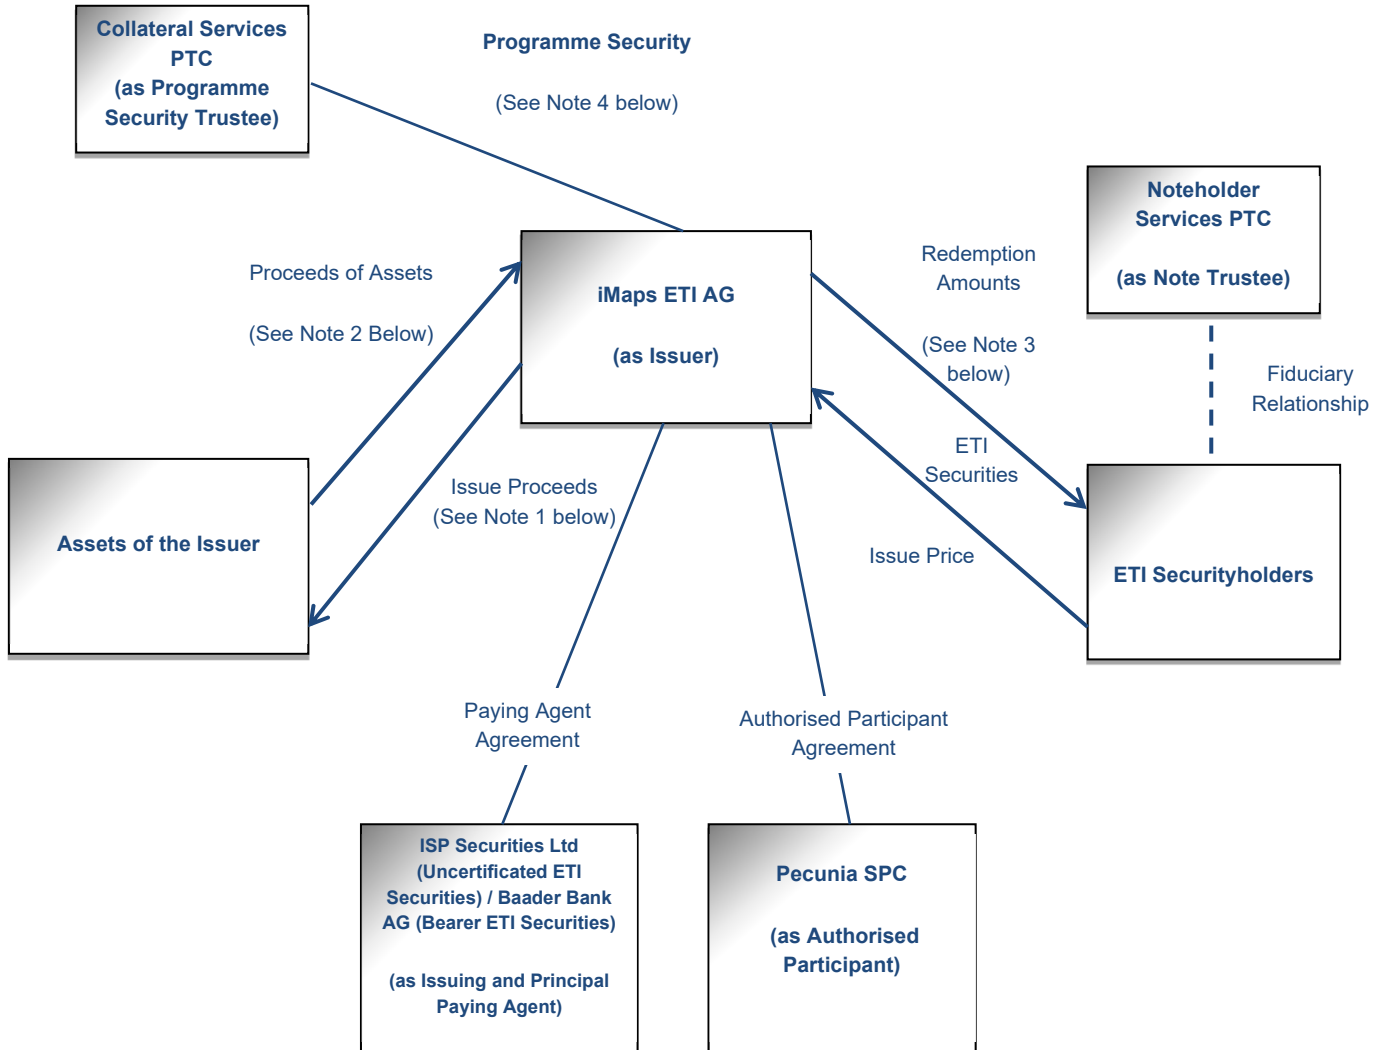 Collateral Services
PTC
(as Programme
Security Trustee)
Programme Security
(See Note 4 below)
Noteholder
Services PTC
(as Note Trustee)
Proceeds of Assets
(See Note 2 Below)
iMaps ETI AG
(as Issuer)
Redemption
Amounts
(See Note 3
below)
Fiduciary
Relationship
Assets of the Issuer
Issue Proceeds
(See Note 1 below)
ETI
Securities
Issue Price
ETI Securityholders
Paying Agent
Agreement
Authorised Participant
Agreement
ISP Securities Ltd
(Uncertificated ETI
Securities) / Baader Bank
AG (Bearer ETI Securities)
(as Issuing and Principal
Paying Agent)
Pecunia SPC
(as Authorised
Participant)